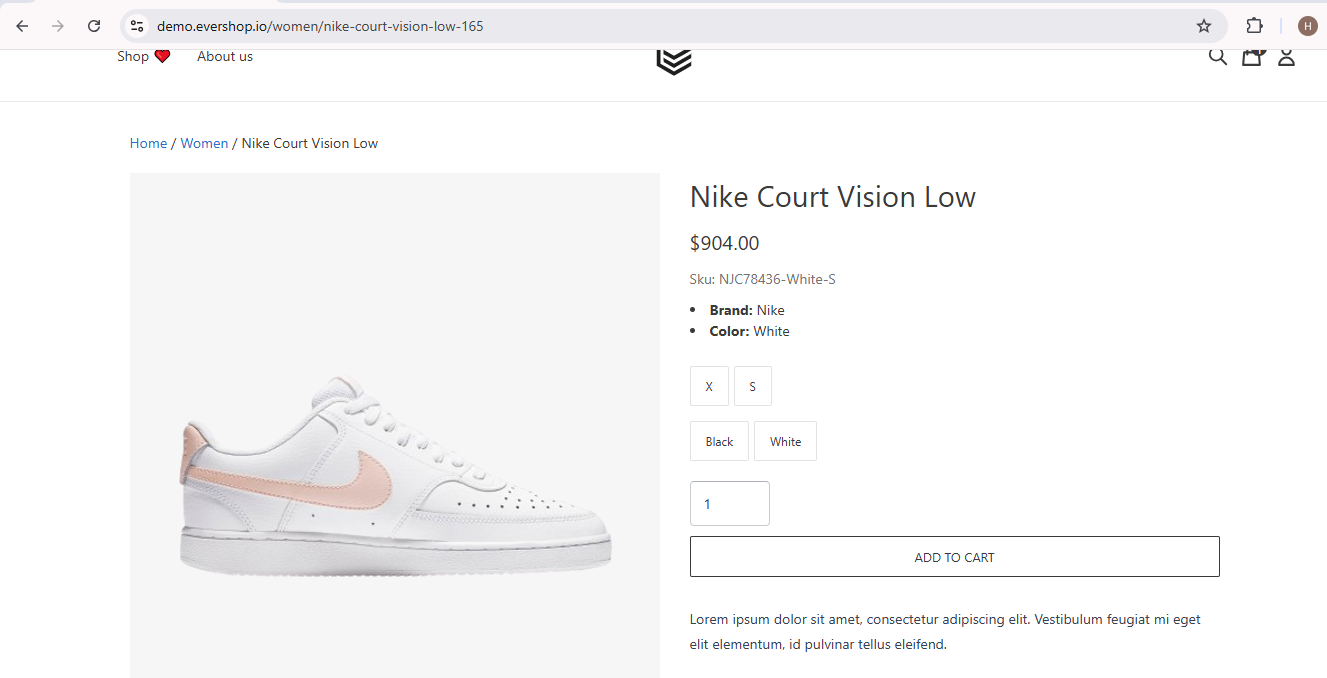 demo.evershop.io/women/nike-court-vision-low-165
H
Shop ❤️ About us
Home / Women / Nike Court Vision Low
Nike Court Vision Low
$904.00
Sku: NJC78436-White-S
• Brand: Nike
• Color: White
X S
Black White
1
ADD TO CART
Lorem ipsum dolor sit amet, consectetur adipiscing elit. Vestibulum feugiat mi eget
elit elementum, id pulvinar tellus eleifend.